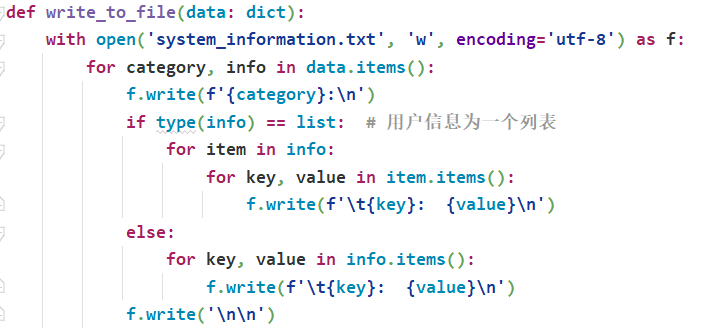 def write_to_file(data: dict):
    with open('system_information.txt', 'w', encoding='utf-8') as f:
        for category, info in data.items():
            f.write(f'{category}:\n')
            if type(info) == list:  # 用户信息为一个列表
                for item in info:
                    for key, value in item.items():
                        f.write(f'\t{key}:  {value}\n')
            else:
                for key, value in info.items():
                    f.write(f'\t{key}:  {value}\n')
            f.write('\n\n')